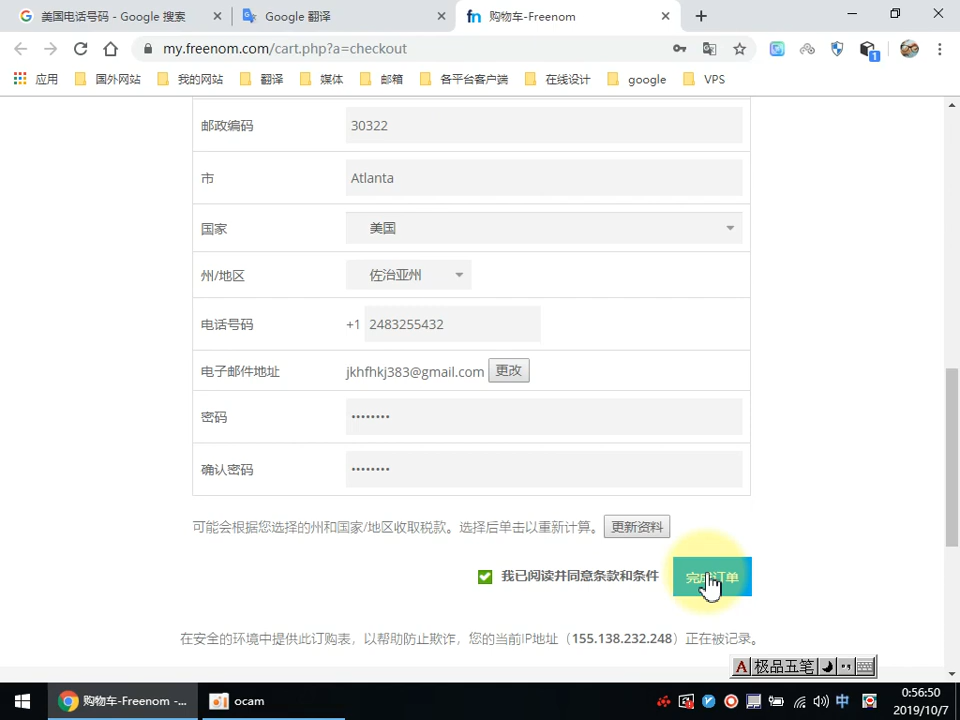 美国电话号码 - Google 搜索
Google 翻译
购物车-Freenom
my.freenom.com/cart.php?a=checkout
应用 国外网站 我的网站 翻译 媒体 邮箱 各平台客户端 在线设计 google VPS
邮政编码 30322
市 Atlanta
国家 美国
州/地区 佐治亚州
电话号码 +1 2483255432
电子邮件地址 jkhfhkj383@gmail.com 更改
密码 ••••••••
确认密码 ••••••••
可能会根据您选择的州和国家/地区收取税款。选择后单击以重新计算。 更新资料
我已阅读并同意条款和条件 完成订单
在安全的环境中提供此订购表，以帮助防止欺诈，您的当前IP地址（155.138.232.248）正在被记录。
极品五笔
购物车-Freenom -... ocam 中 0:56:50
2019/10/7